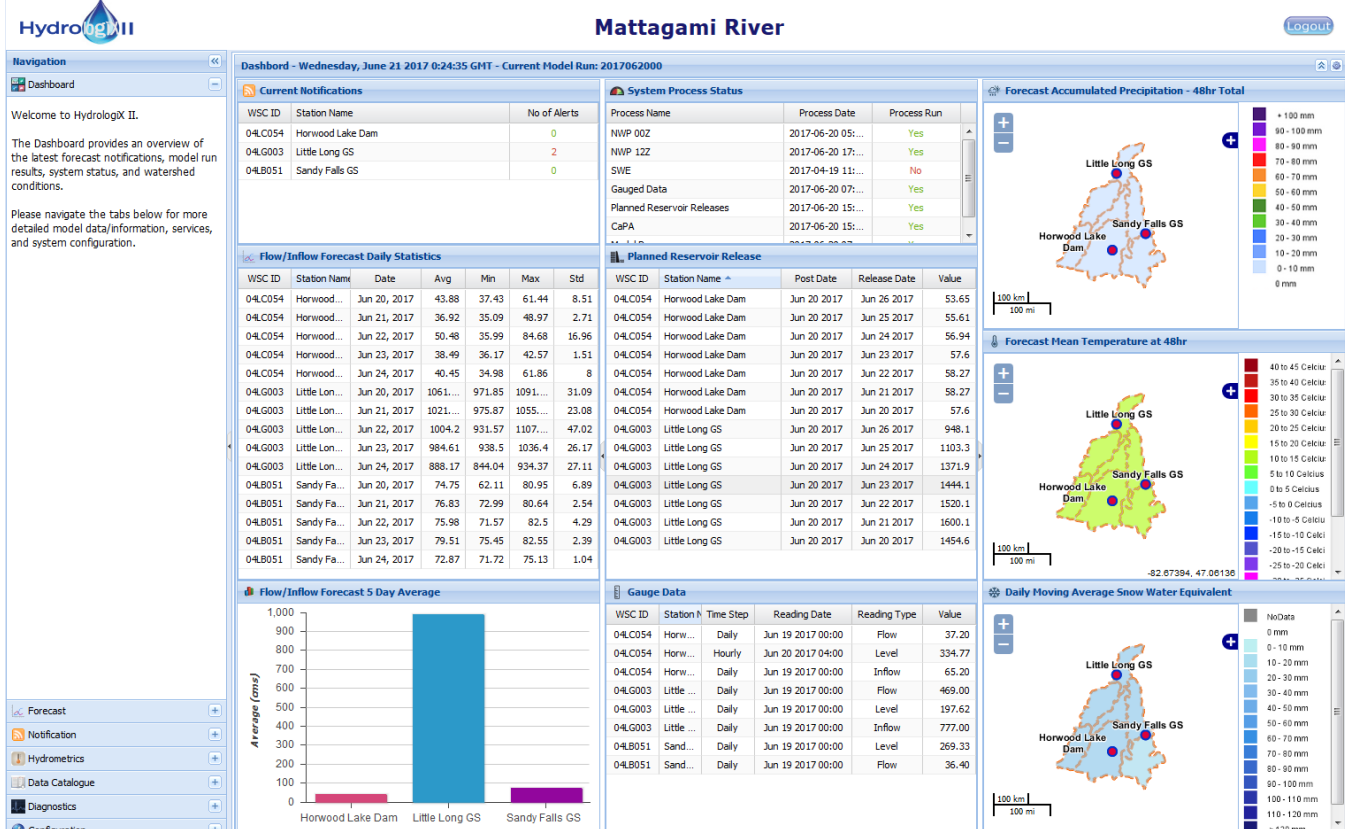 HydrologiX II
Mattagami River
Logout
Navigation
Dashboard
Welcome to HydrologiX II.
The Dashboard provides an overview of
the latest forecast notifications, model run
results, system status, and watershed
conditions.
Please navigate the tabs below for more
detailed model data/information, services,
and system configuration.
Forecast
Notification
Hydrometrics
Data Catalogue
Diagnostics
Dashbord - Wednesday, June 21 2017 0:24:35 GMT - Current Model Run: 2017062000
Current Notifications
WSC ID Station Name No of Alerts
04LC054 Horwood Lake Dam 0
04LG003 Little Long GS 2
04LB051 Sandy Falls GS 0
System Process Status
Process Name Process Date Process Run
NWP 00Z 2017-06-20 05:... Yes
NWP 12Z 2017-06-20 17:... Yes
SWE 2017-04-19 11:... No
Gauged Data 2017-06-20 07:... Yes
Planned Reservoir Releases 2017-06-20 15:... Yes
CaPA 2017-06-20 15:... Yes
Flow/Inflow Forecast Daily Statistics
WSC ID Station Name Date Avg Min Max Std
04LC054 Horwood... Jun 20, 2017 43.88 37.43 61.44 8.51
04LC054 Horwood... Jun 21, 2017 36.92 35.09 48.97 2.71
04LC054 Horwood... Jun 22, 2017 50.48 35.99 84.68 16.96
04LC054 Horwood... Jun 23, 2017 38.49 36.17 42.57 1.51
04LC054 Horwood... Jun 24, 2017 40.45 34.98 61.86 8
04LG003 Little Lon... Jun 20, 2017 1061.... 971.85 1091.... 31.09
04LG003 Little Lon... Jun 21, 2017 1021.... 975.87 1055.... 23.08
04LG003 Little Lon... Jun 22, 2017 1004.2 931.57 1107.... 47.02
04LG003 Little Lon... Jun 23, 2017 984.61 938.5 1036.4 26.17
04LG003 Little Lon... Jun 24, 2017 888.17 844.04 934.37 27.11
04LB051 Sandy Fa... Jun 20, 2017 74.75 62.11 80.95 6.89
04LB051 Sandy Fa... Jun 21, 2017 76.83 72.99 80.64 2.54
04LB051 Sandy Fa... Jun 22, 2017 75.98 71.57 82.5 4.29
04LB051 Sandy Fa... Jun 23, 2017 79.51 75.45 82.55 2.39
04LB051 Sandy Fa... Jun 24, 2017 72.87 71.72 75.13 1.04
Planned Reservoir Release
WSC ID Station Name Post Date Release Date Value
04LC054 Horwood Lake Dam Jun 20 2017 Jun 26 2017 53.65
04LC054 Horwood Lake Dam Jun 20 2017 Jun 25 2017 55.61
04LC054 Horwood Lake Dam Jun 20 2017 Jun 24 2017 56.94
04LC054 Horwood Lake Dam Jun 20 2017 Jun 23 2017 57.6
04LC054 Horwood Lake Dam Jun 20 2017 Jun 22 2017 58.27
04LC054 Horwood Lake Dam Jun 20 2017 Jun 21 2017 58.27
04LC054 Horwood Lake Dam Jun 20 2017 Jun 20 2017 57.6
04LG003 Little Long GS Jun 20 2017 Jun 26 2017 948.1
04LG003 Little Long GS Jun 20 2017 Jun 25 2017 1103.3
04LG003 Little Long GS Jun 20 2017 Jun 24 2017 1371.9
04LG003 Little Long GS Jun 20 2017 Jun 23 2017 1444.1
04LG003 Little Long GS Jun 20 2017 Jun 22 2017 1520.1
04LG003 Little Long GS Jun 20 2017 Jun 21 2017 1600.1
04LG003 Little Long GS Jun 20 2017 Jun 20 2017 1454.6
Flow/Inflow Forecast 5 Day Average
1,000
900
800
700
600
500
400
300
200
100
0
Average (cms)
Horwood Lake Dam Little Long GS Sandy Falls GS
Gauge Data
WSC ID Station N Time Step Reading Date Reading Type Value
04LC054 Horw... Daily Jun 19 2017 00:00 Flow 37.20
04LC054 Horw... Hourly Jun 20 2017 04:00 Level 334.77
04LC054 Horw... Daily Jun 19 2017 00:00 Inflow 65.20
04LG003 Little ... Daily Jun 19 2017 00:00 Flow 469.00
04LG003 Little ... Daily Jun 19 2017 00:00 Level 197.62
04LG003 Little ... Daily Jun 19 2017 00:00 Inflow 777.00
04LB051 Sand... Daily Jun 19 2017 00:00 Level 269.33
04LB051 Sand... Daily Jun 19 2017 00:00 Flow 36.40
Forecast Accumulated Precipitation - 48hr Total
Little Long GS
Sandy Falls GS
Horwood Lake
Dam
100 km
100 mi
+ 100 mm
90 - 100 mm
80 - 90 mm
70 - 80 mm
60 - 70 mm
50 - 60 mm
40 - 50 mm
30 - 40 mm
20 - 30 mm
10 - 20 mm
0 - 10 mm
0 mm
Forecast Mean Temperature at 48hr
Little Long GS
Sandy Falls GS
Horwood Lake
Dam
100 km
100 mi
-82.67394, 47.06136
40 to 45 Celciu
35 to 40 Celciu
30 to 35 Celciu
25 to 30 Celciu
20 to 25 Celciu
15 to 20 Celciu
10 to 15 Celciu
5 to 10 Celcius
0 to 5 Celcius
-5 to 0 Celcius
-10 to -5 Celciu
-15 to -10 Celci
-20 to -15 Celci
-25 to -20 Celci
Daily Moving Average Snow Water Equivalent
Little Long GS
Sandy Falls GS
Horwood Lake
Dam
100 km
100 mi
NoData
0 mm
0 - 10 mm
10 - 20 mm
20 - 30 mm
30 - 40 mm
40 - 50 mm
50 - 60 mm
60 - 70 mm
70 - 80 mm
80 - 90 mm
90 - 100 mm
100 - 110 mm
110 - 120 mm